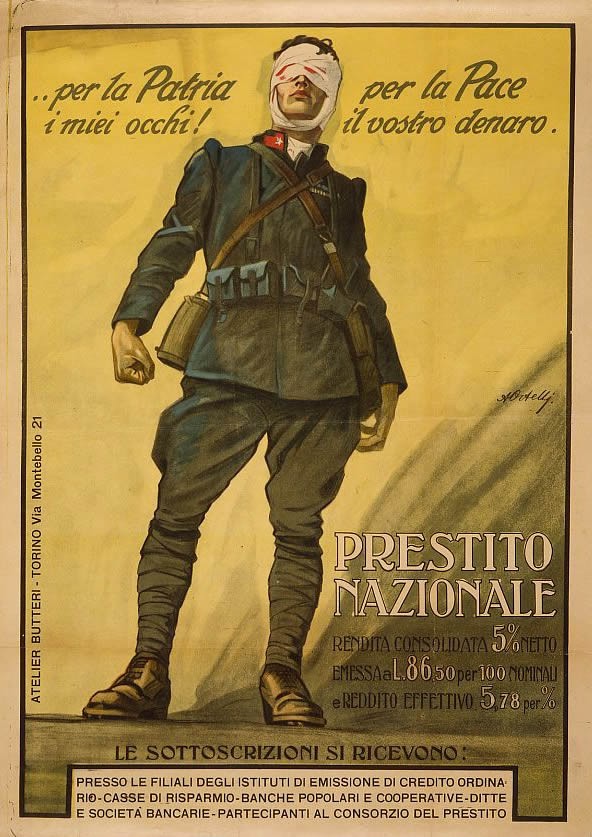 ..per la Patria
i miei occhi!
per la Pace
il vostro denaro.
ADotelli.
ATELIER BUTTERI - TORINO Via Montebello 21
PRESTITO
NAZIONALE
RENDITA CONSOLIDATA 5% NETTO
EMESSA a L.86,50 per 100 NOMINALI
e REDDITO EFFETTIVO 5,78 per %
LE SOTTOSCRIZIONI SI RICEVONO:
PRESSO LE FILIALI DEGLI ISTITUTI DI EMISSIONE DI CREDITO ORDINA
RIO-CASSE DI RISPARMIO-BANCHE POPOLARI E COOPERATIVE-DITTE
E SOCIETÀ BANCARIE-PARTECIPANTI AL CONSORZIO DEL PRESTITO